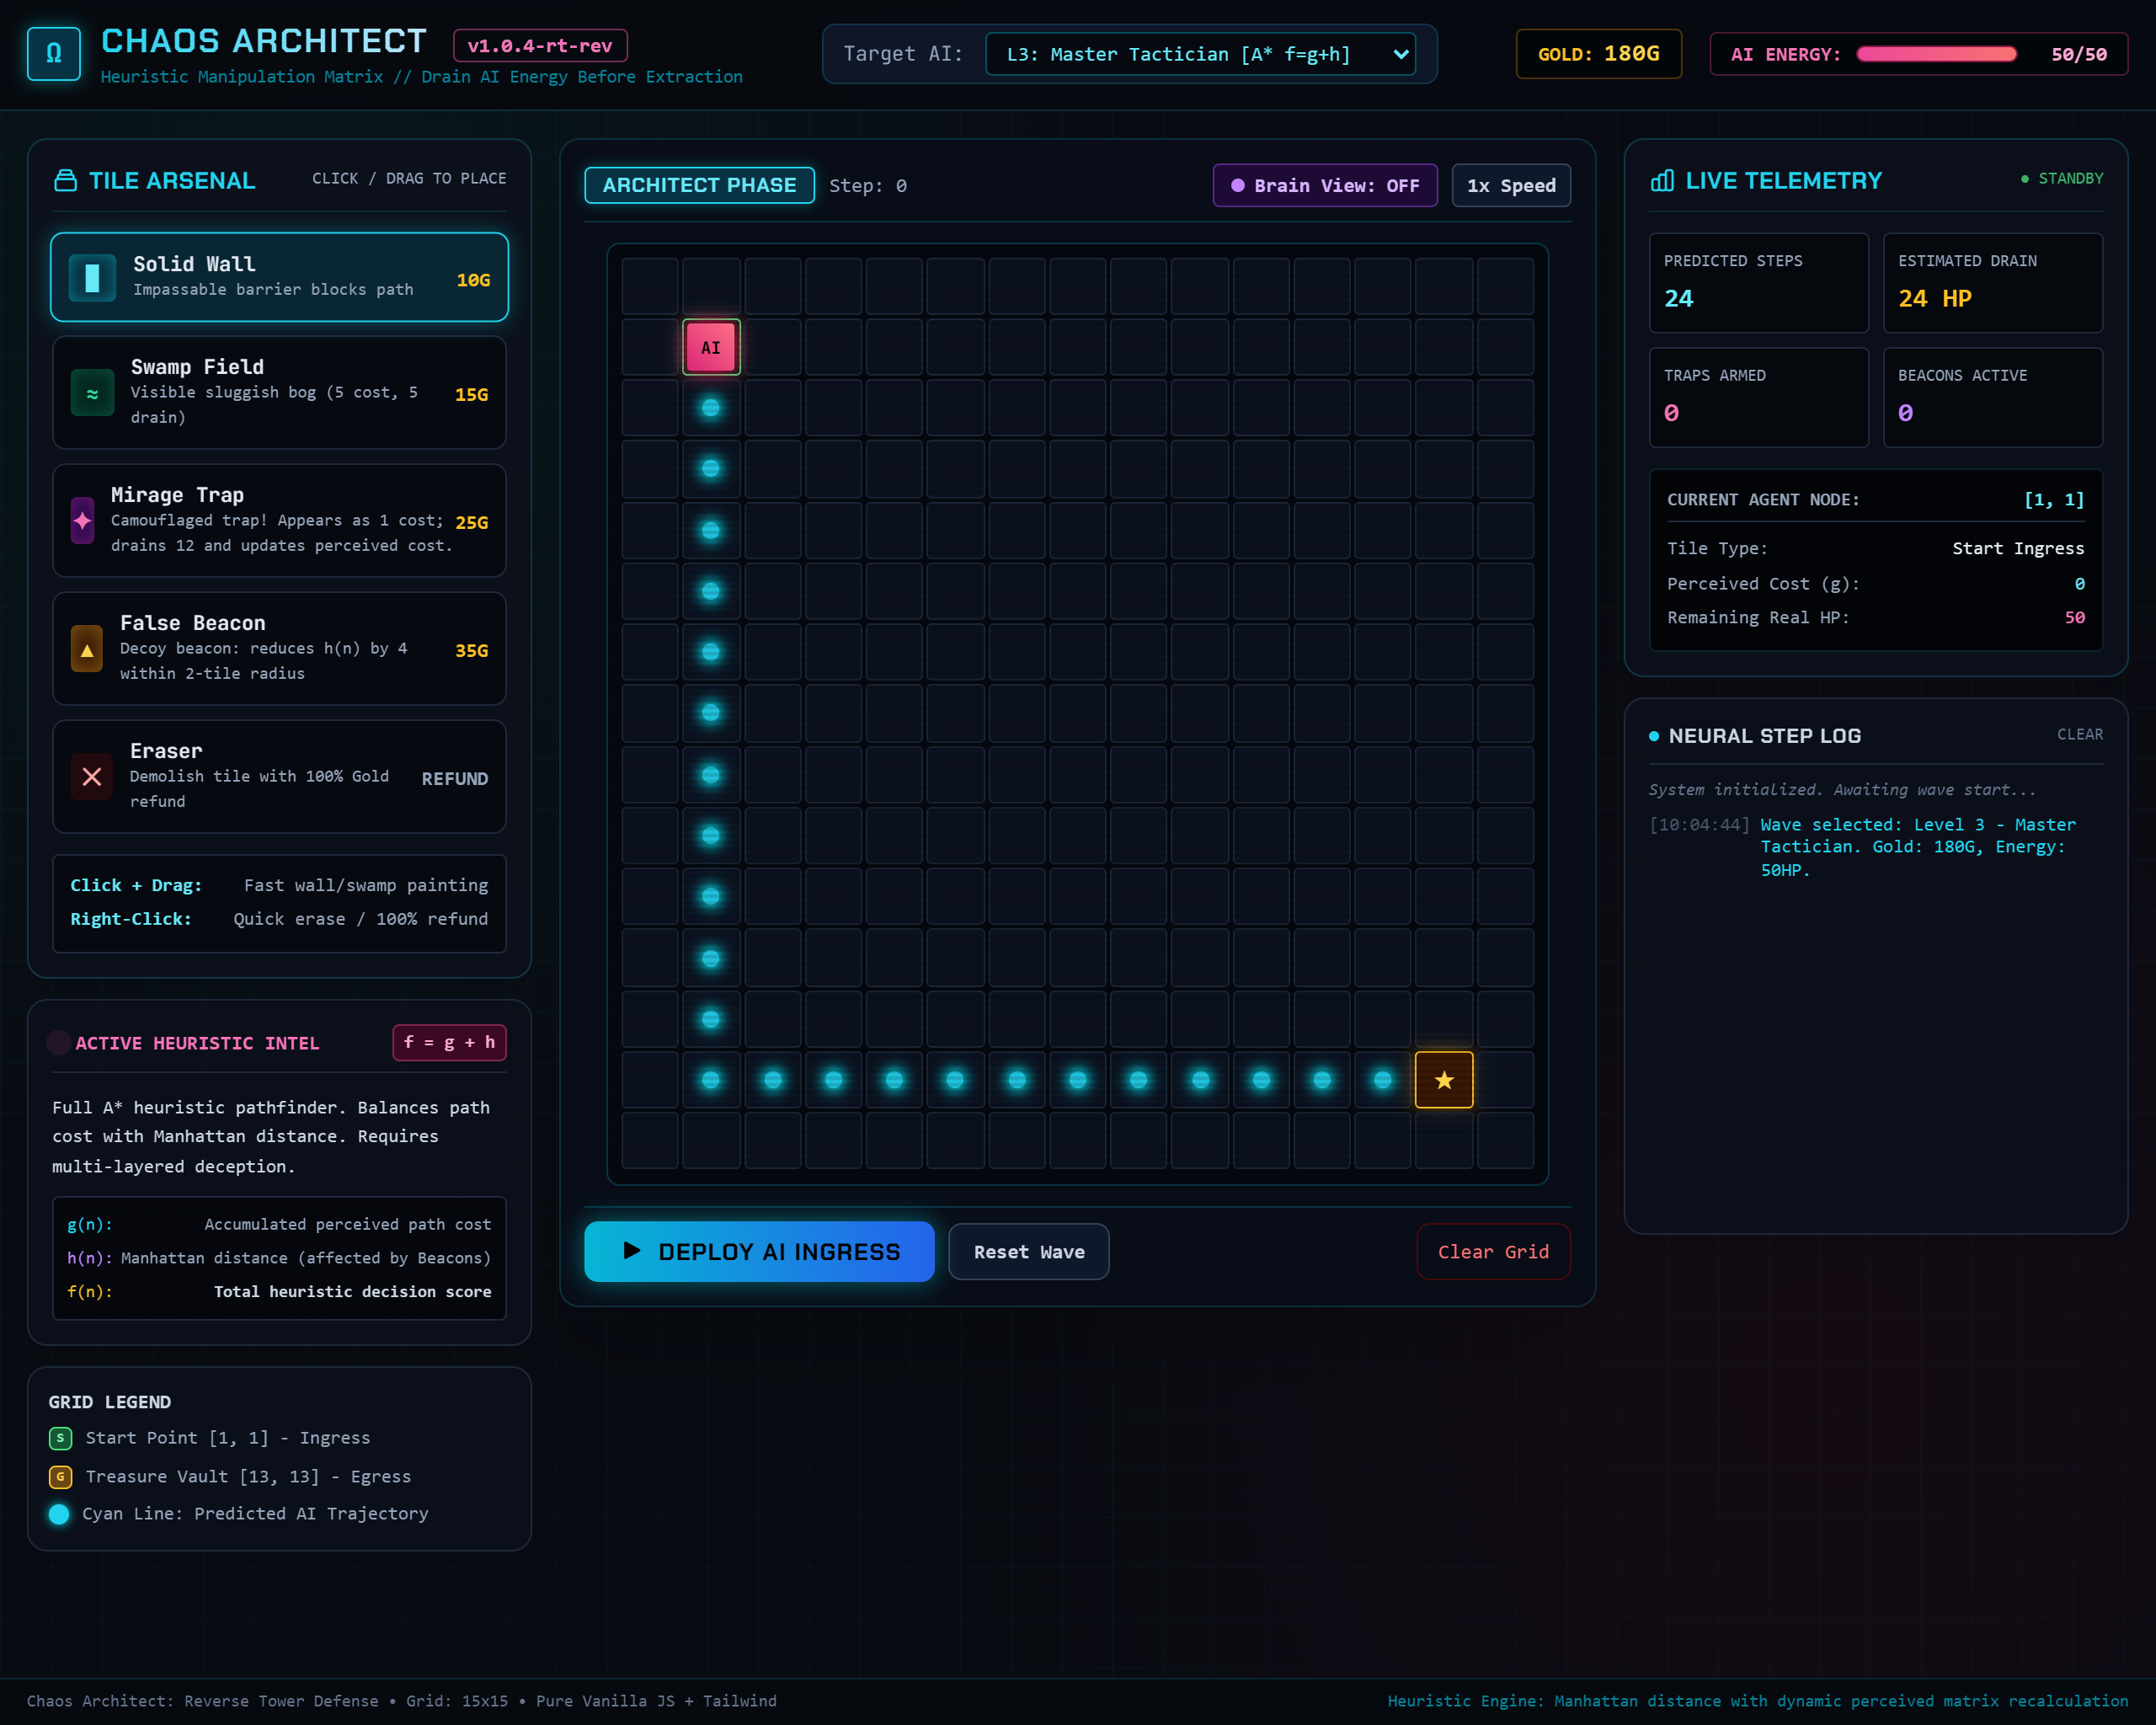 Ω
CHAOS ARCHITECT
v1.0.4-rt-rev
Heuristic Manipulation Matrix // Drain AI Energy Before Extraction
Target AI:
L3: Master Tactician [A* f=g+h]
GOLD: 180G
AI ENERGY:
50/50
TILE ARSENAL
CLICK / DRAG TO PLACE
Solid Wall
Impassable barrier blocks path
10G
≈
Swamp Field
Visible sluggish bog (5 cost, 5
drain)
15G
Mirage Trap
Camouflaged trap! Appears as 1 cost;
drains 12 and updates perceived cost.
25G
False Beacon
Decoy beacon: reduces h(n) by 4
within 2-tile radius
35G
Eraser
Demolish tile with 100% Gold
refund
REFUND
Click + Drag:
Fast wall/swamp painting
Right-Click:
Quick erase / 100% refund
ACTIVE HEURISTIC INTEL
f = g + h
Full A* heuristic pathfinder. Balances path
cost with Manhattan distance. Requires
multi-layered deception.
g(n):
Accumulated perceived path cost
h(n):
Manhattan distance (affected by Beacons)
f(n):
Total heuristic decision score
GRID LEGEND
S
Start Point [1, 1] - Ingress
G
Treasure Vault [13, 13] - Egress
Cyan Line: Predicted AI Trajectory
ARCHITECT PHASE
Step: 0
Brain View: OFF
1x Speed
AI
DEPLOY AI INGRESS
Reset Wave
Clear Grid
LIVE TELEMETRY
● STANDBY
PREDICTED STEPS
24
ESTIMATED DRAIN
24 HP
TRAPS ARMED
0
BEACONS ACTIVE
0
CURRENT AGENT NODE:
[1, 1]
Tile Type:
Start Ingress
Perceived Cost (g):
0
Remaining Real HP:
50
NEURAL STEP LOG
CLEAR
System initialized. Awaiting wave start...
[10:04:44] Wave selected: Level 3 - Master
Tactician. Gold: 180G, Energy:
50HP.
Chaos Architect: Reverse Tower Defense • Grid: 15x15 • Pure Vanilla JS + Tailwind
Heuristic Engine: Manhattan distance with dynamic perceived matrix recalculation